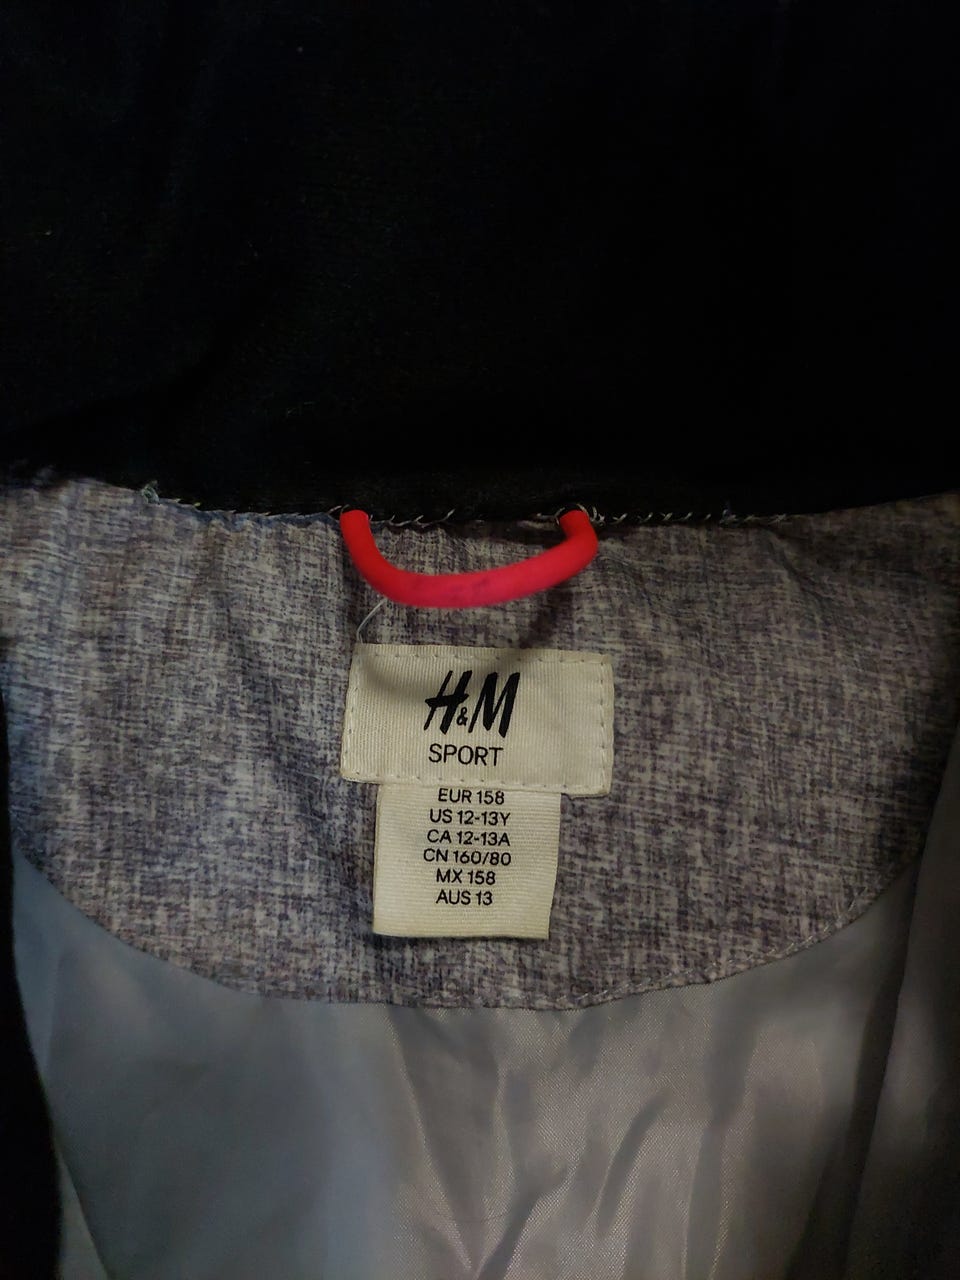 H&M
SPORT
EUR 158
US 12-13Y
CA 12-13A
CN 160/80
MX 158
AUS 13